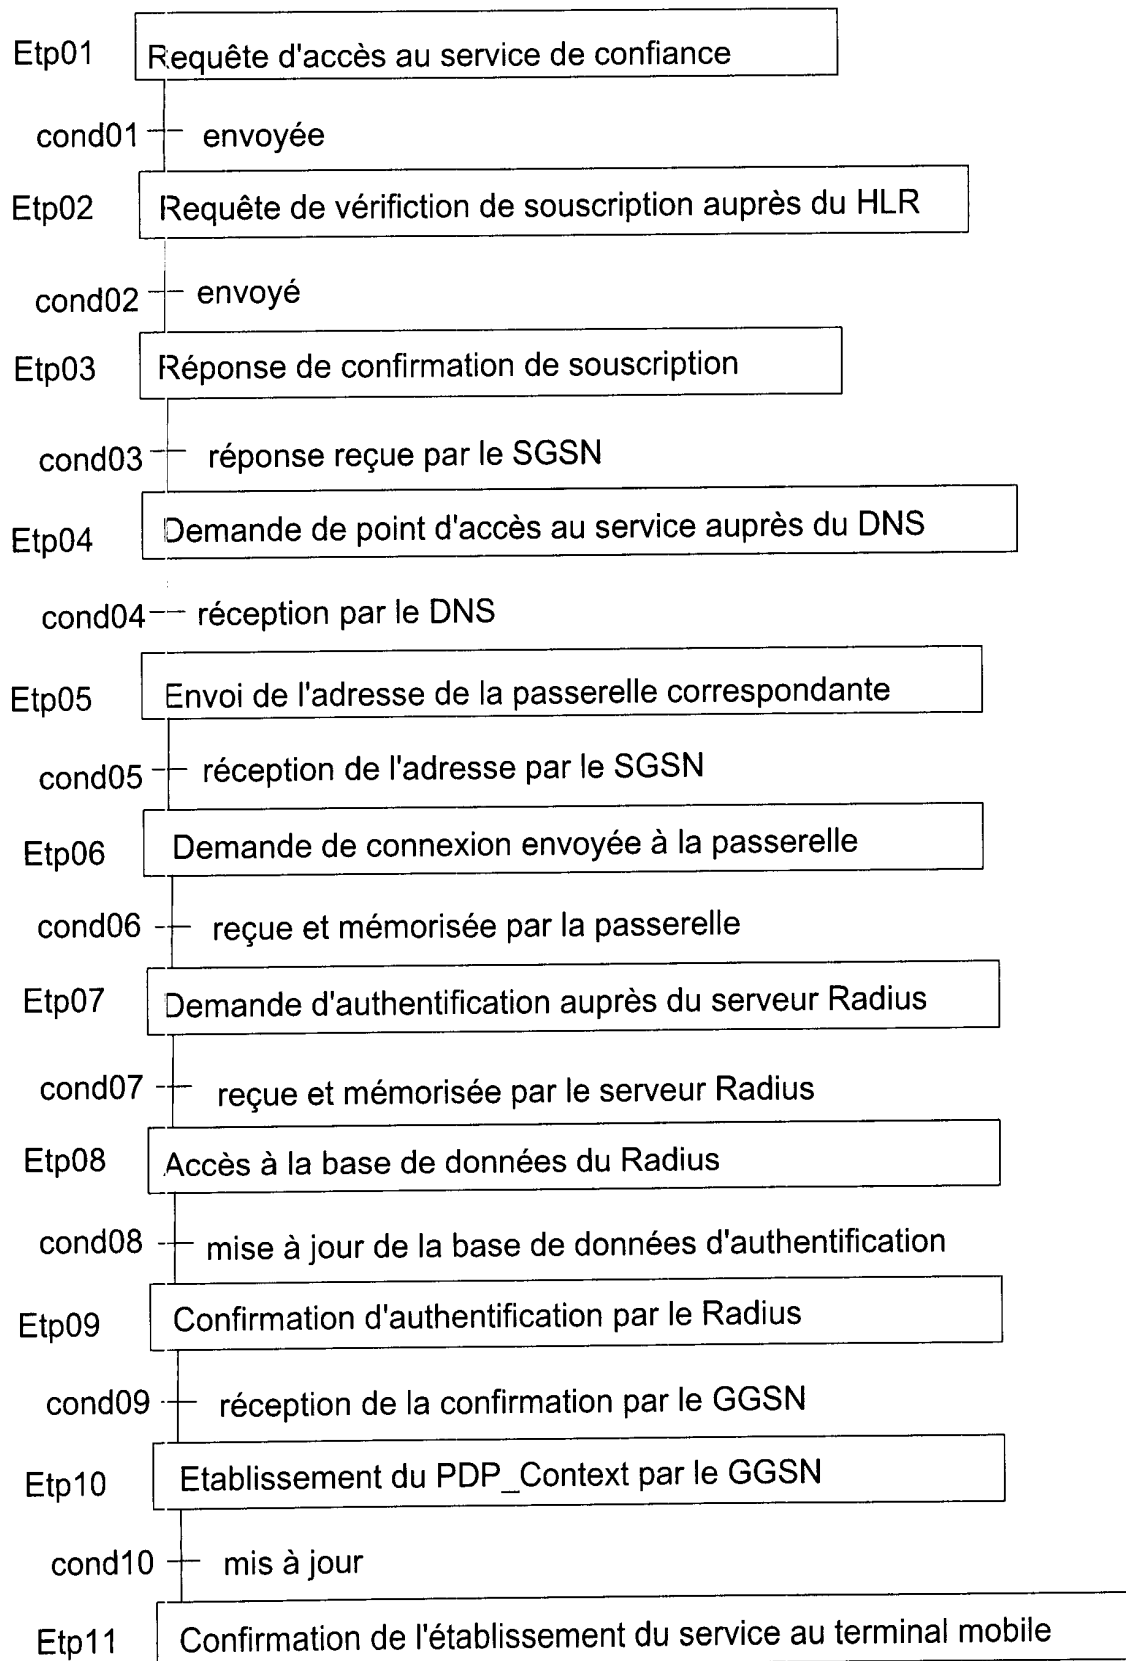 Etp01 Requête d'accès au service de confiance
cond01 envoyée
Etp02 Requête de vérifiction de souscription auprès du HLR
cond02 envoyé
Etp03 Réponse de confirmation de souscription
cond03 réponse reçue par le SGSN
Etp04 Demande de point d'accès au service auprès du DNS
cond04 réception par le DNS
Etp05 Envoi de l'adresse de la passerelle correspondante
cond05 réception de l'adresse par le SGSN
Etp06 Demande de connexion envoyée à la passerelle
cond06 reçue et mémorisée par la passerelle
Etp07 Demande d'authentification auprès du serveur Radius
cond07 reçue et mémorisée par le serveur Radius
Etp08 Accès à la base de données du Radius
cond08 mise à jour de la base de données d'authentification
Etp09 Confirmation d'authentification par le Radius
cond09 réception de la confirmation par le GGSN
Etp10 Etablissement du PDP_Context par le GGSN
cond10 mis à jour
Etp11 Confirmation de l'établissement du service au terminal mobile